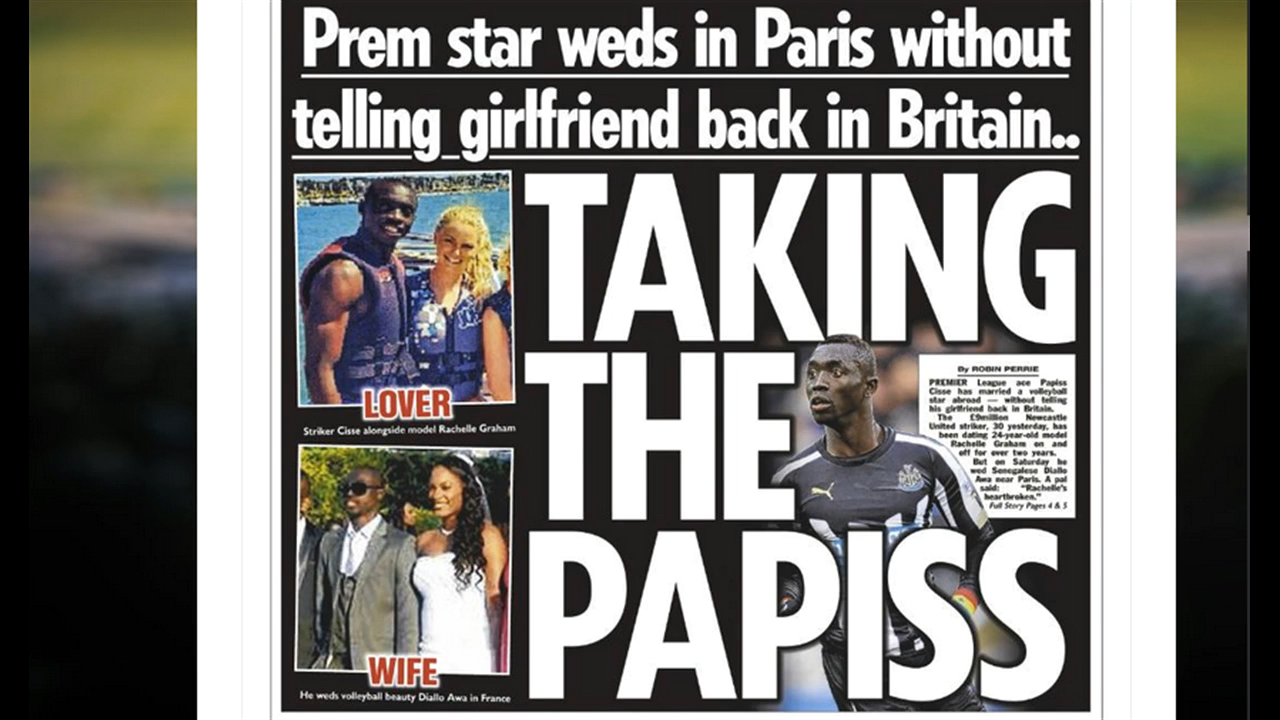 Prem star weds in Paris without
telling girlfriend back in Britain..
TAKING
THE
PAPISS
LOVER
Striker Cisse alongside model Rachelle Graham
WIFE
He weds volleyball beauty Diallo Awa in France
By ROBIN PERRIE
PREMIER League ace Papiss
Cisse has married a volleyball
star abroad — without telling
his girlfriend back in Britain.
The £9million Newcastle
United striker, 30 yesterday, has
been dating 24-year-old model
Rachelle Graham on and
off for over two years.
But on Saturday he
wed Senegalese Diallo
Awa near Paris. A pal
said: "Rachelle's
heartbroken."
Full Story Pages 4 & 5